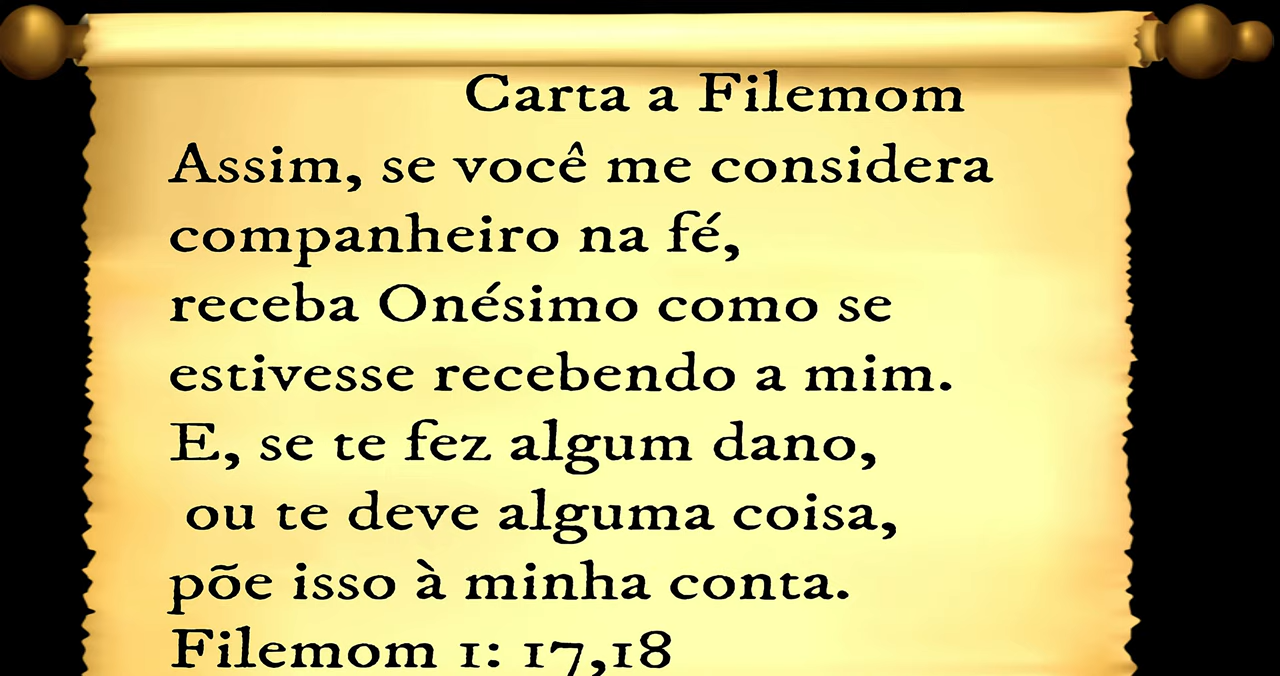 Carta a Filemom
Assim, se você me considera
companheiro na fé,
receba Onésimo como se
estivesse recebendo a mim.
E, se te fez algum dano,
ou te deve alguma coisa,
põe isso à minha conta.
Filemom 1: 17,18